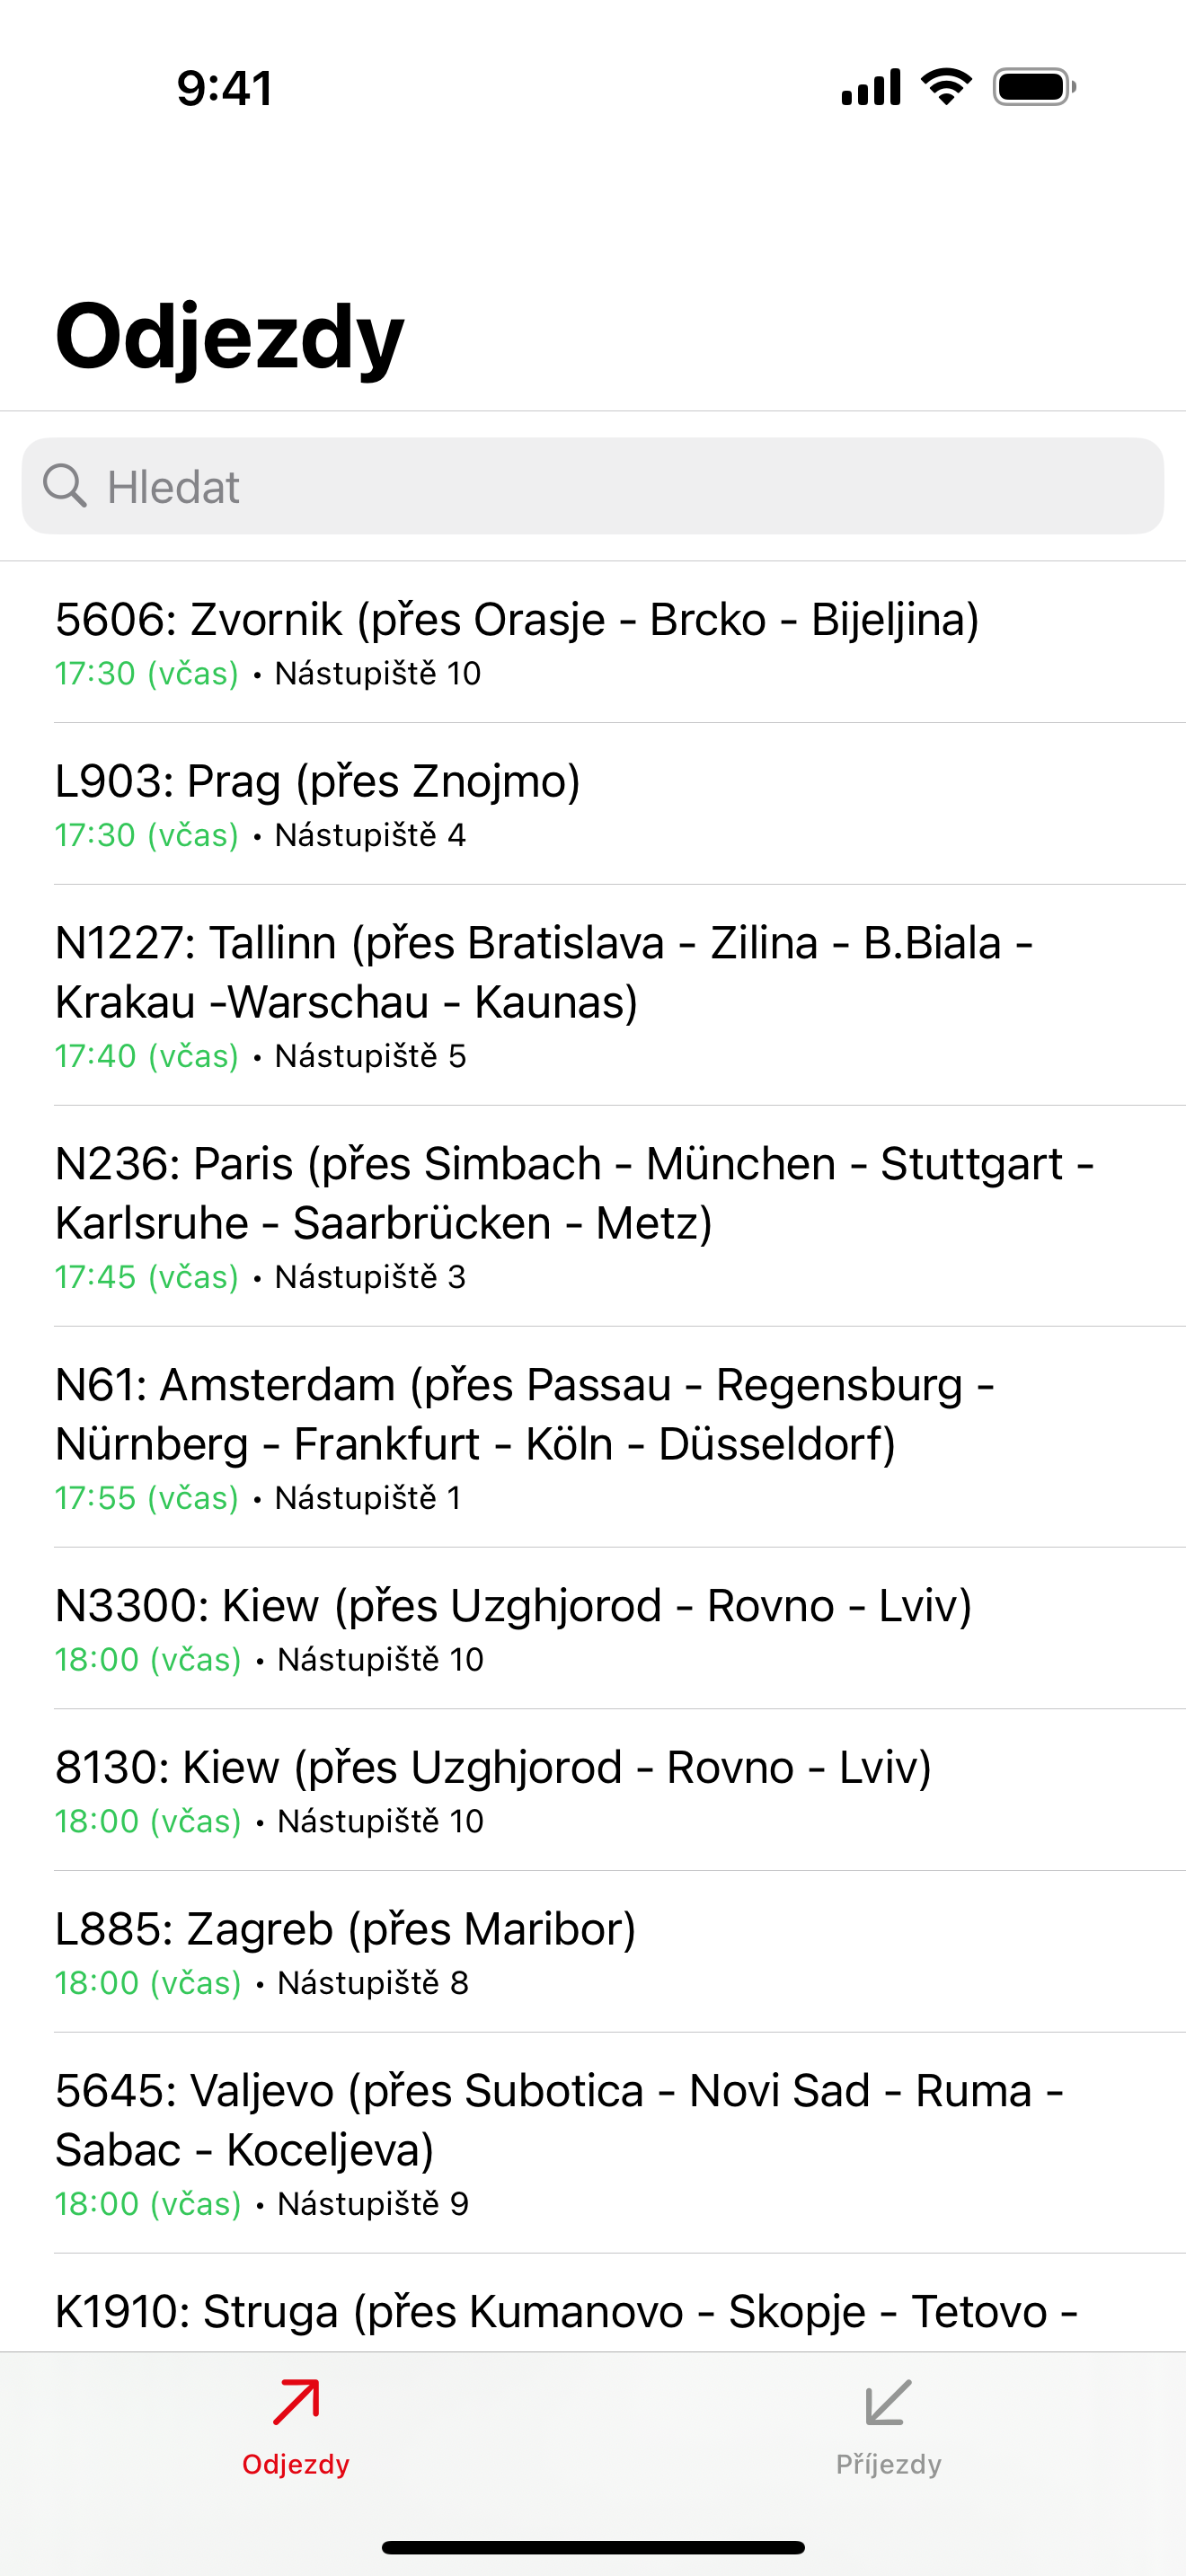 9:41
Odjezdy
Hledat
5606: Zvornik (přes Orasje - Brcko - Bijeljina)
17:30 (včas) • Nástupiště 10
L903: Prag (přes Znojmo)
17:30 (včas) • Nástupiště 4
N1227: Tallinn (přes Bratislava - Zilina - B.Biala -
Krakau -Warschau - Kaunas)
17:40 (včas) • Nástupiště 5
N236: Paris (přes Simbach - München - Stuttgart -
Karlsruhe - Saarbrücken - Metz)
17:45 (včas) • Nástupiště 3
N61: Amsterdam (přes Passau - Regensburg -
Nürnberg - Frankfurt - Köln - Düsseldorf)
17:55 (včas) • Nástupiště 1
N3300: Kiew (přes Uzghjorod - Rovno - Lviv)
18:00 (včas) • Nástupiště 10
8130: Kiew (přes Uzghjorod - Rovno - Lviv)
18:00 (včas) • Nástupiště 10
L885: Zagreb (přes Maribor)
18:00 (včas) • Nástupiště 8
5645: Valjevo (přes Subotica - Novi Sad - Ruma -
Sabac - Koceljeva)
18:00 (včas) • Nástupiště 9
K1910: Struga (přes Kumanovo - Skopje - Tetovo -
Odjezdy
Příjezdy